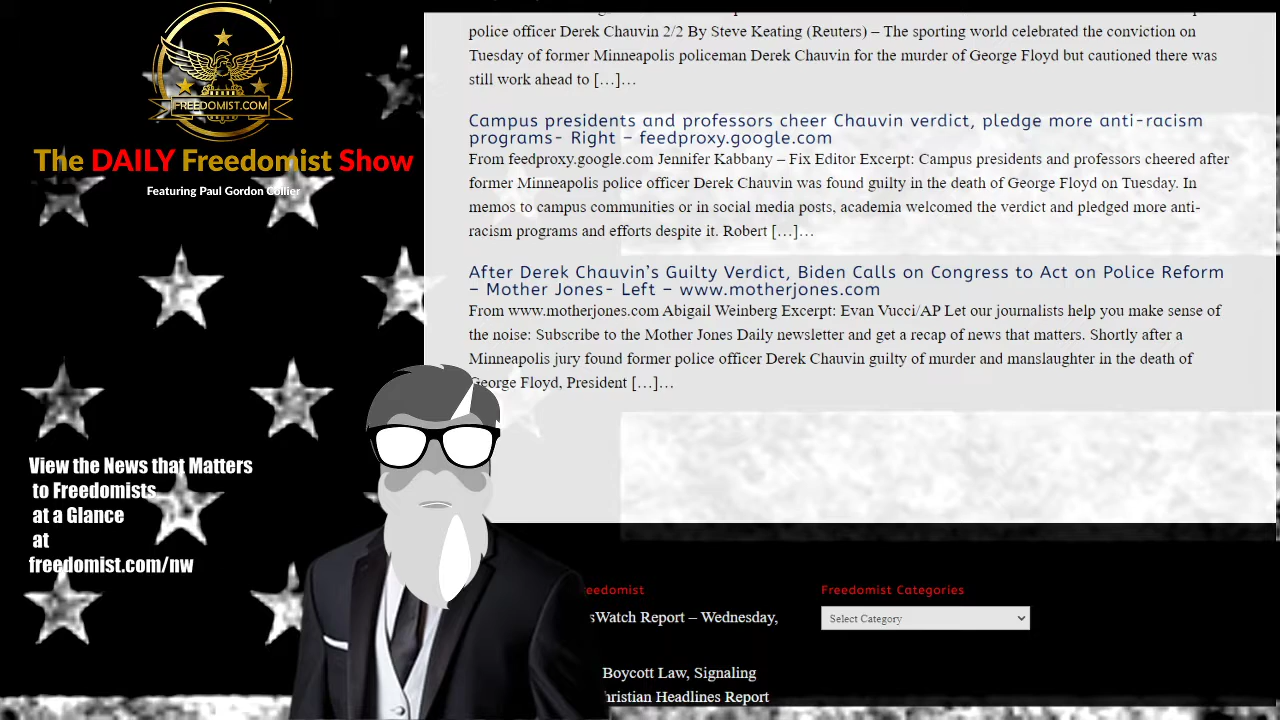 FREEDOMIST.COM
The DAILY Freedomist Show
Featuring Paul Gordon Collier
View the News that Matters
to Freedomists
at a Glance
at
freedomist.com/nw
police officer Derek Chauvin 2/2 By Steve Keating (Reuters) – The sporting world celebrated the conviction on
Tuesday of former Minneapolis policeman Derek Chauvin for the murder of George Floyd but cautioned there was
still work ahead to […]…
Campus presidents and professors cheer Chauvin verdict, pledge more anti-racism
programs- Right – feedproxy.google.com
From feedproxy.google.com Jennifer Kabbany – Fix Editor Excerpt: Campus presidents and professors cheered after
former Minneapolis police officer Derek Chauvin was found guilty in the death of George Floyd on Tuesday. In
memos to campus communities or in social media posts, academia welcomed the verdict and pledged more anti-
racism programs and efforts despite it. Robert […]…
After Derek Chauvin's Guilty Verdict, Biden Calls on Congress to Act on Police Reform
– Mother Jones- Left – www.motherjones.com
From www.motherjones.com Abigail Weinberg Excerpt: Evan Vucci/AP Let our journalists help you make sense of
the noise: Subscribe to the Mother Jones Daily newsletter and get a recap of news that matters. Shortly after a
Minneapolis jury found former police officer Derek Chauvin guilty of murder and manslaughter in the death of
George Floyd, President […]…
eedomist
sWatch Report – Wednesday,
Boycott Law, Signaling
hristian Headlines Report
Freedomist Categories
Select Category